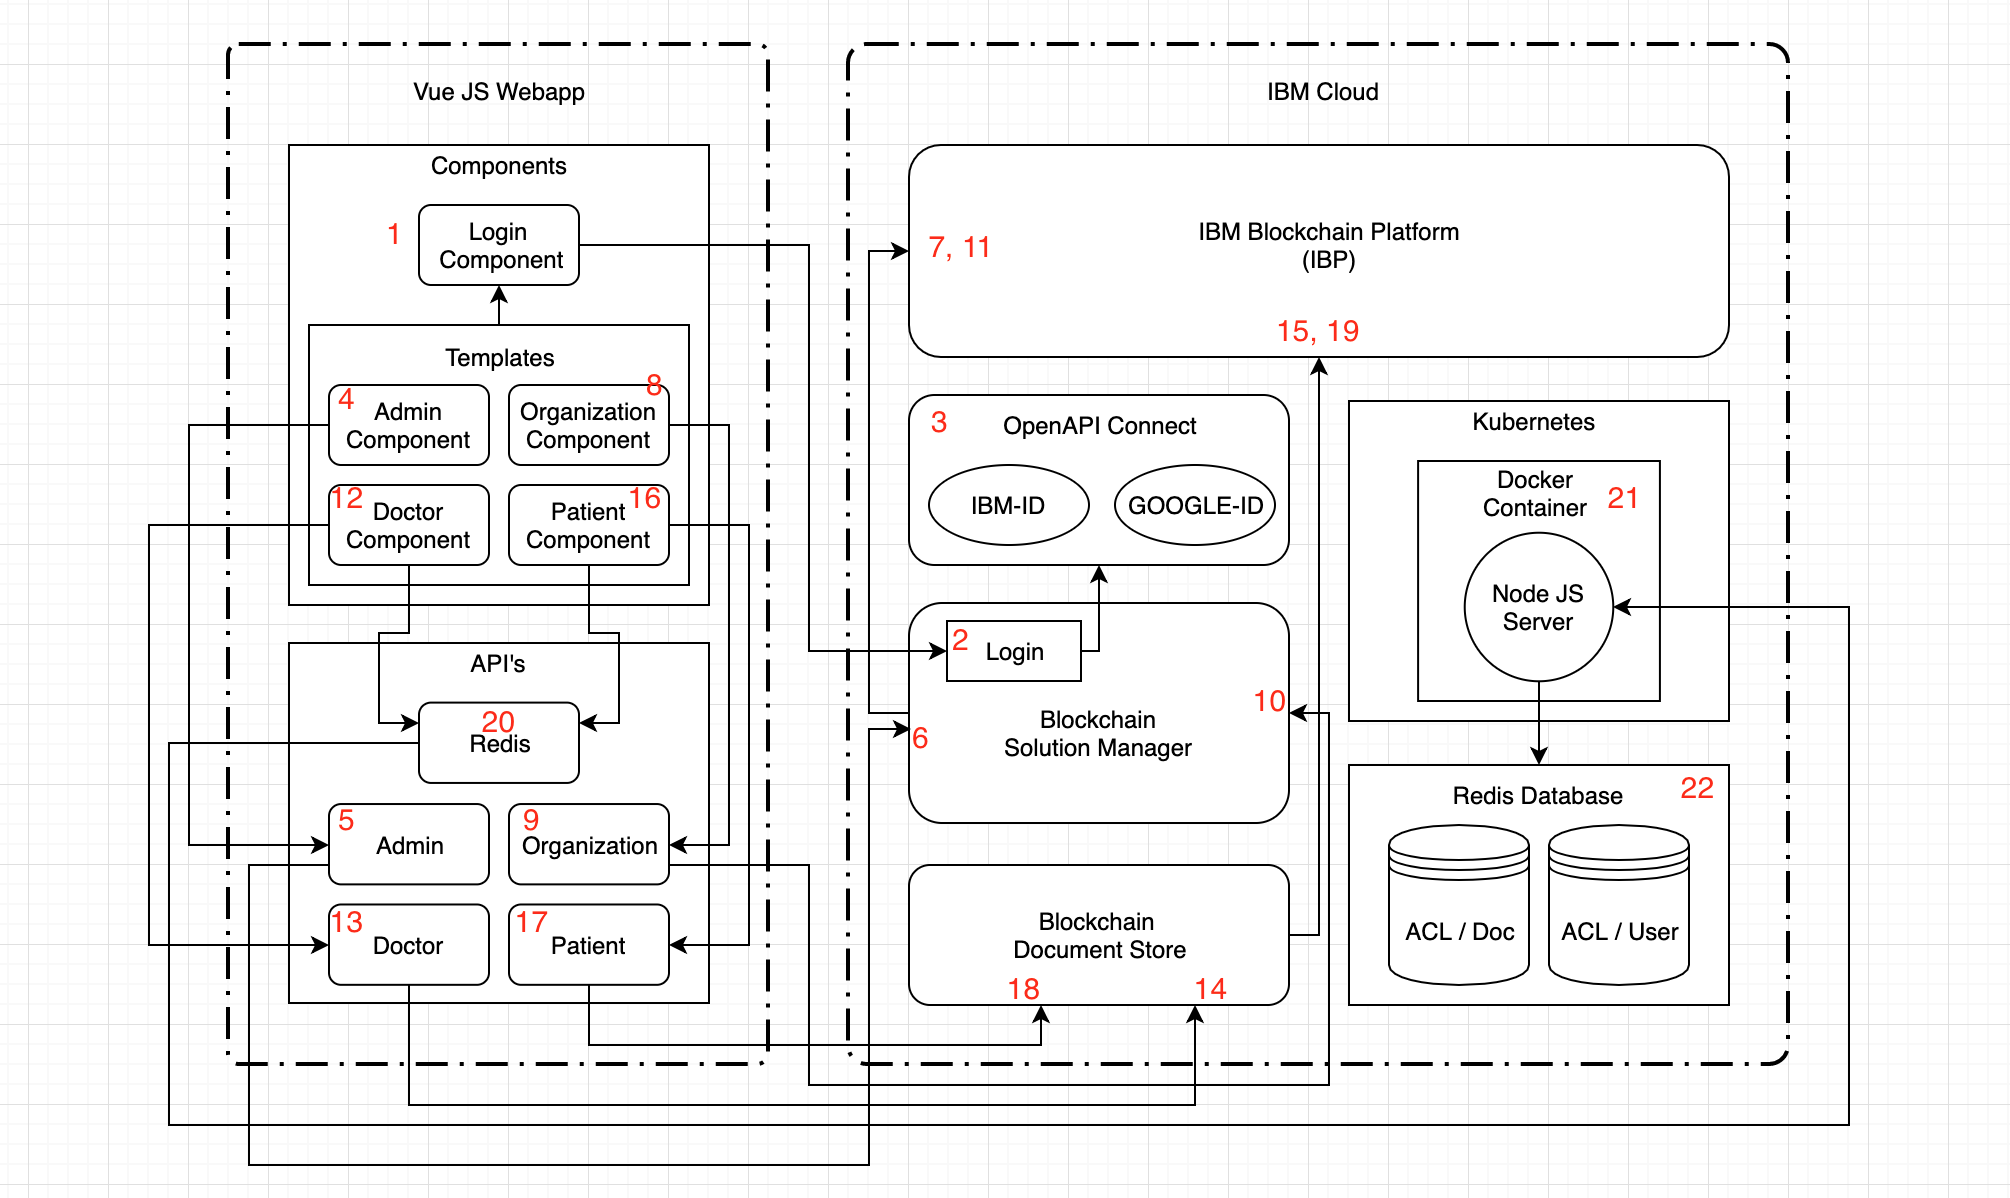 Vue JS Webapp
Components
1
Login
Component
Templates
4
Admin
Component
8
Organization
Component
12
Doctor
Component
16
Patient
Component
API's
20
Redis
5
Admin
9
Organization
13
Doctor
17
Patient
IBM Cloud
7, 11
IBM Blockchain Platform
(IBP)
15, 19
3
OpenAPI Connect
IBM-ID
GOOGLE-ID
2
Login
10
6
Blockchain
Solution Manager
Blockchain
Document Store
18
14
Kubernetes
Docker
Container
21
Node JS
Server
Redis Database
22
ACL / Doc
ACL / User